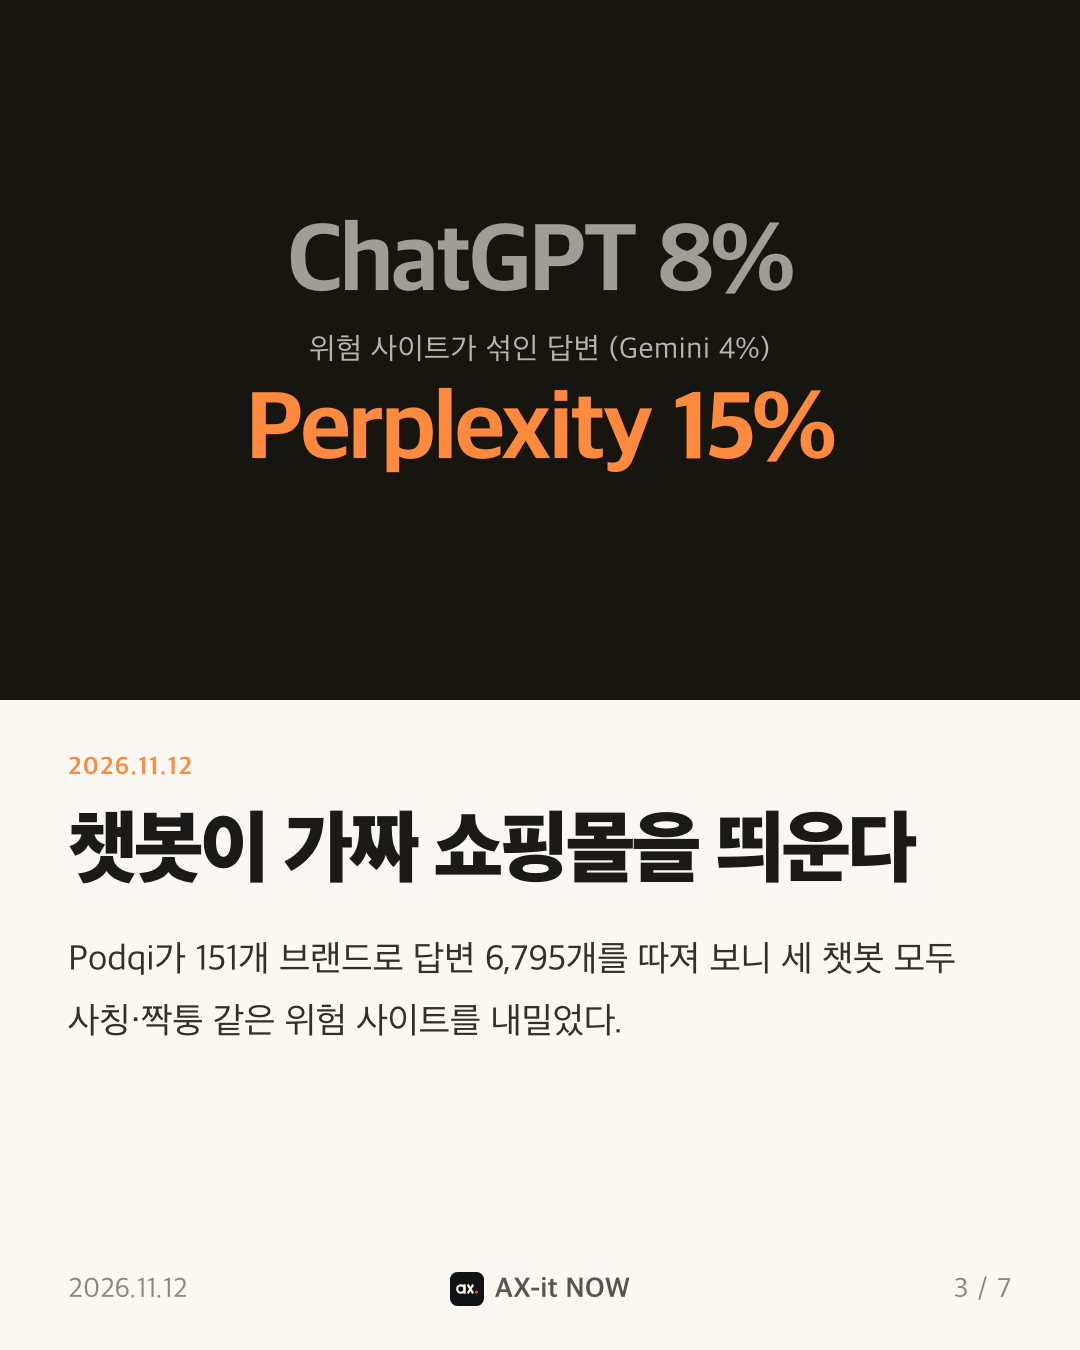 ChatGPT 8%
위험 사이트가 섞인 답변 (Gemini 4%)
Perplexity 15%
2026.11.12
챗봇이 가짜 쇼핑몰을 띄운다
Podqi가 151개 브랜드로 답변 6,795개를 따져 보니 세 챗봇 모두
사칭·짝퉁 같은 위험 사이트를 내밀었다.
2026.11.12
ax. AX-it NOW
3 / 7